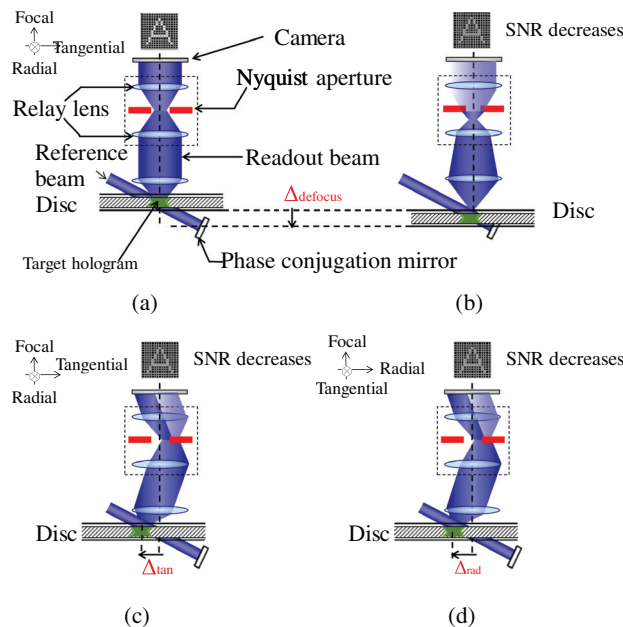 Focal
Tangential
Radial
Camera
Nyquist aperture
Relay lens
Reference
beam
Readout beam
Disc
Target hologram
Phase conjugation mirror
(a)
Δdefocus
SNR decreases
Disc
(b)
Focal
Tangential
Radial
SNR decreases
Disc
Δtan
(c)
Focal
Radial
Tangential
SNR decreases
Disc
Δrad
(d)